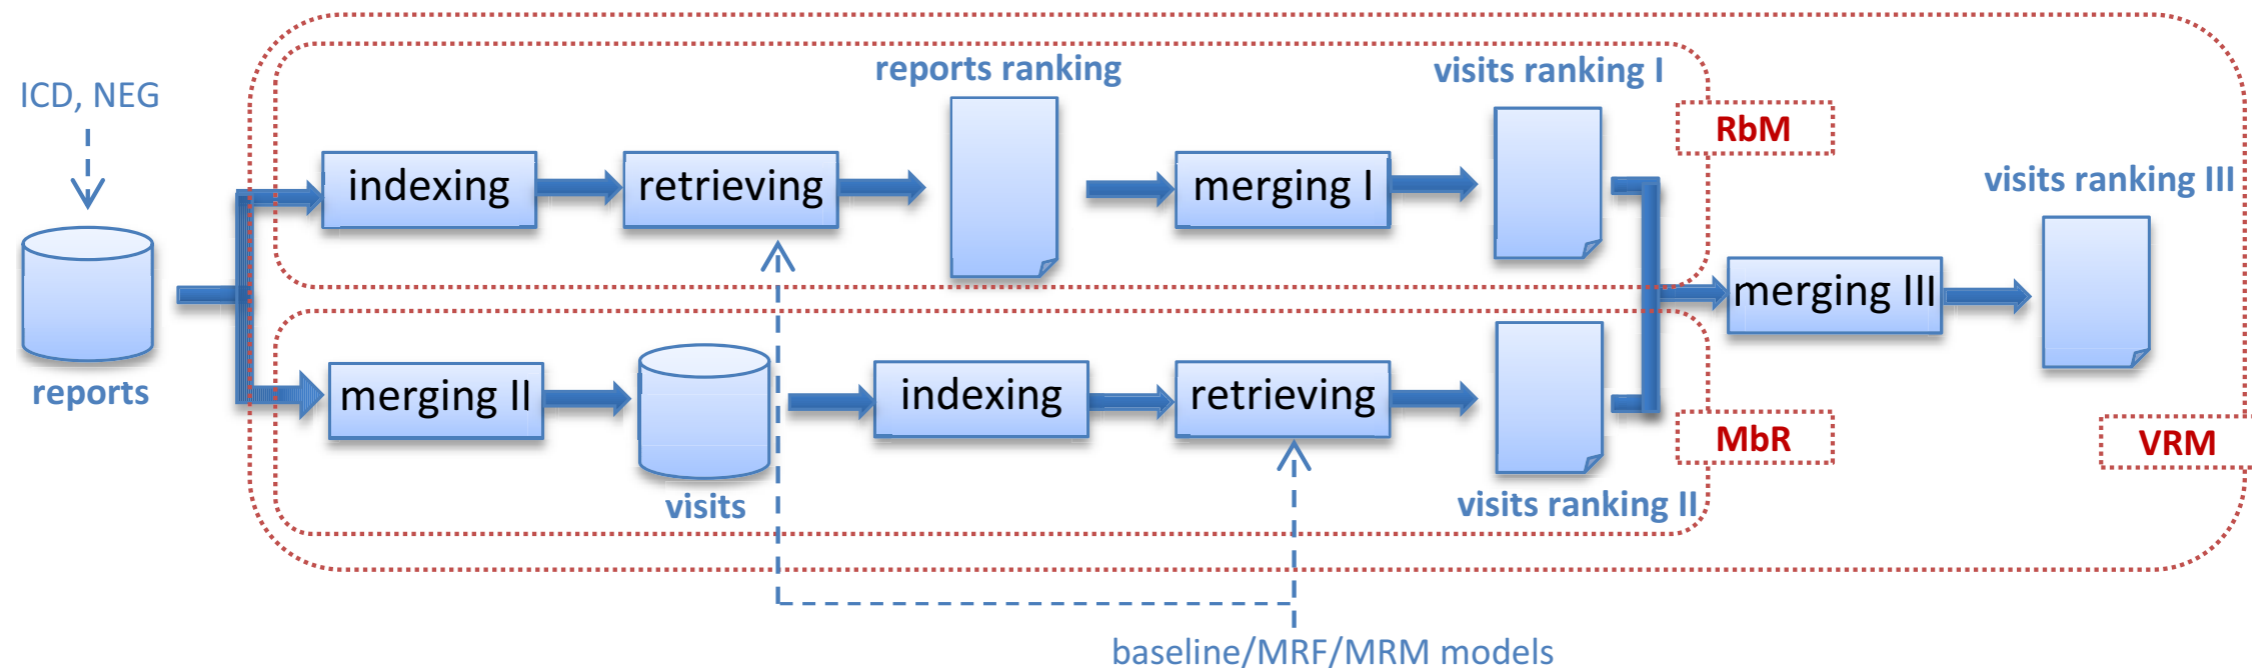 reports ranking
visits ranking I
ICD, NEG
RbM
indexing
retrieving
merging I
visits ranking III
merging III
reports
merging II
indexing
retrieving
MbR
VRM
visits
visits ranking II
baseline/MRF/MRM models